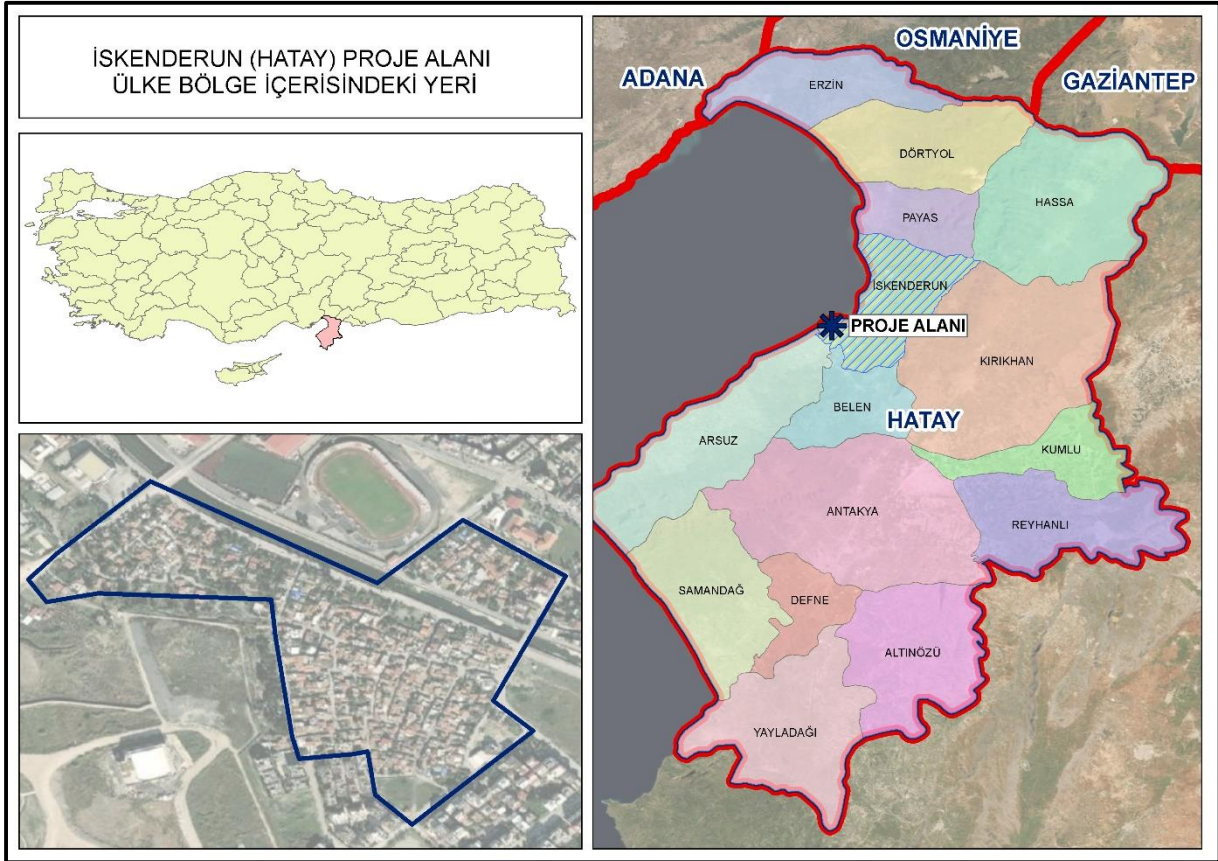 İSKENDERUN (HATAY) PROJE ALANI
ÜLKE BÖLGE İÇERİSİNDEKİ YERİ
OSMANİYE
ADANA
GAZİANTEP
ERZİN
DÖRTYOL
HASSA
PAYAS
İSKENDERUN
PROJE ALANI
KIRIKHAN
BELEN
HATAY
ARSUZ
KUMLU
ANTAKYA
REYHANLI
SAMANDAĞ
DEFNE
ALTINÖZÜ
YAYLADAĞI